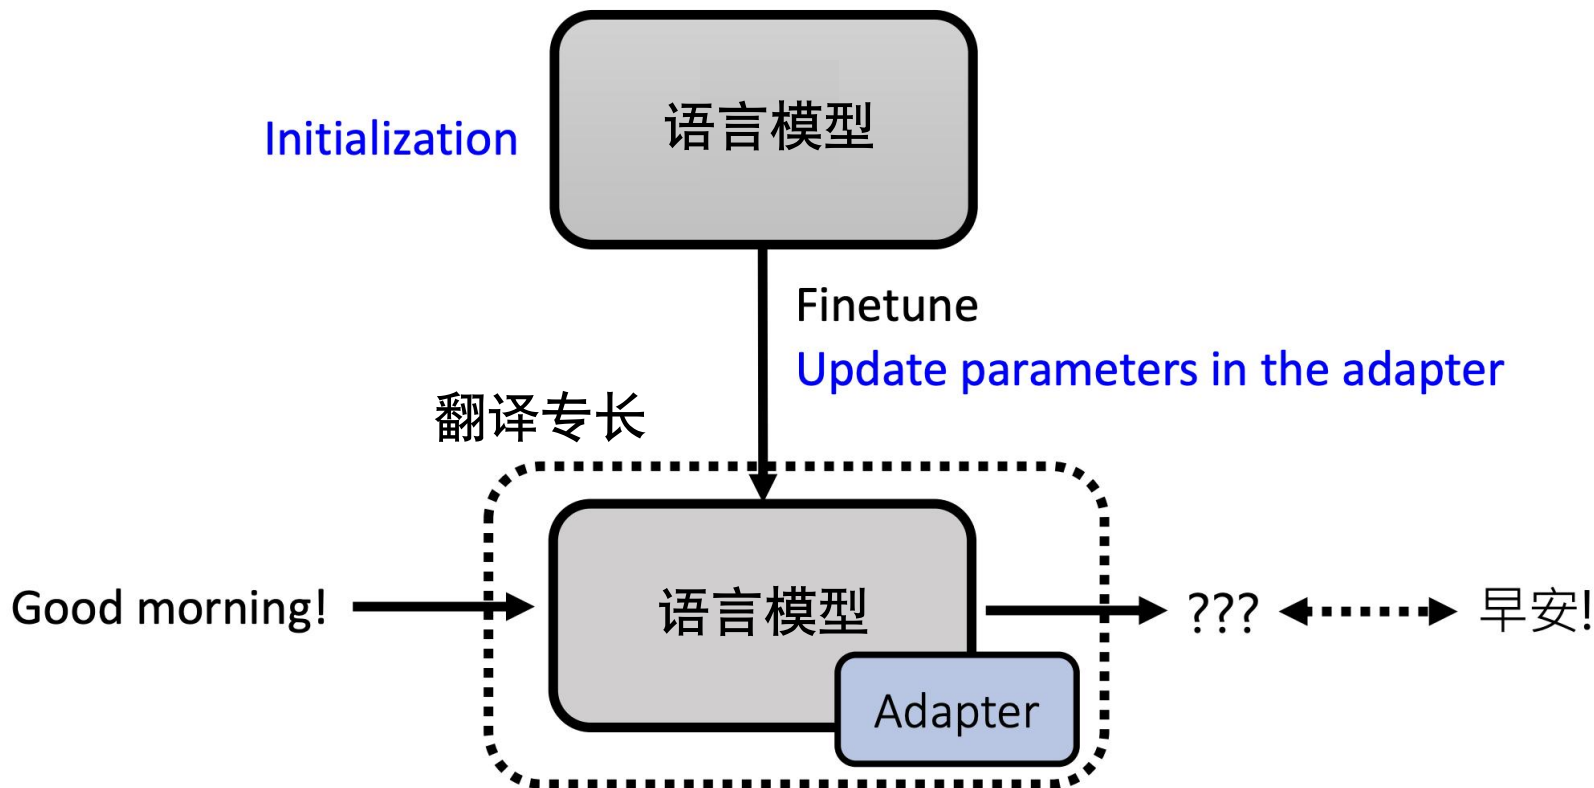 语言模型
Initialization
Finetune
Update parameters in the adapter
翻译专长
Good morning!
语言模型
???
早安!
Adapter